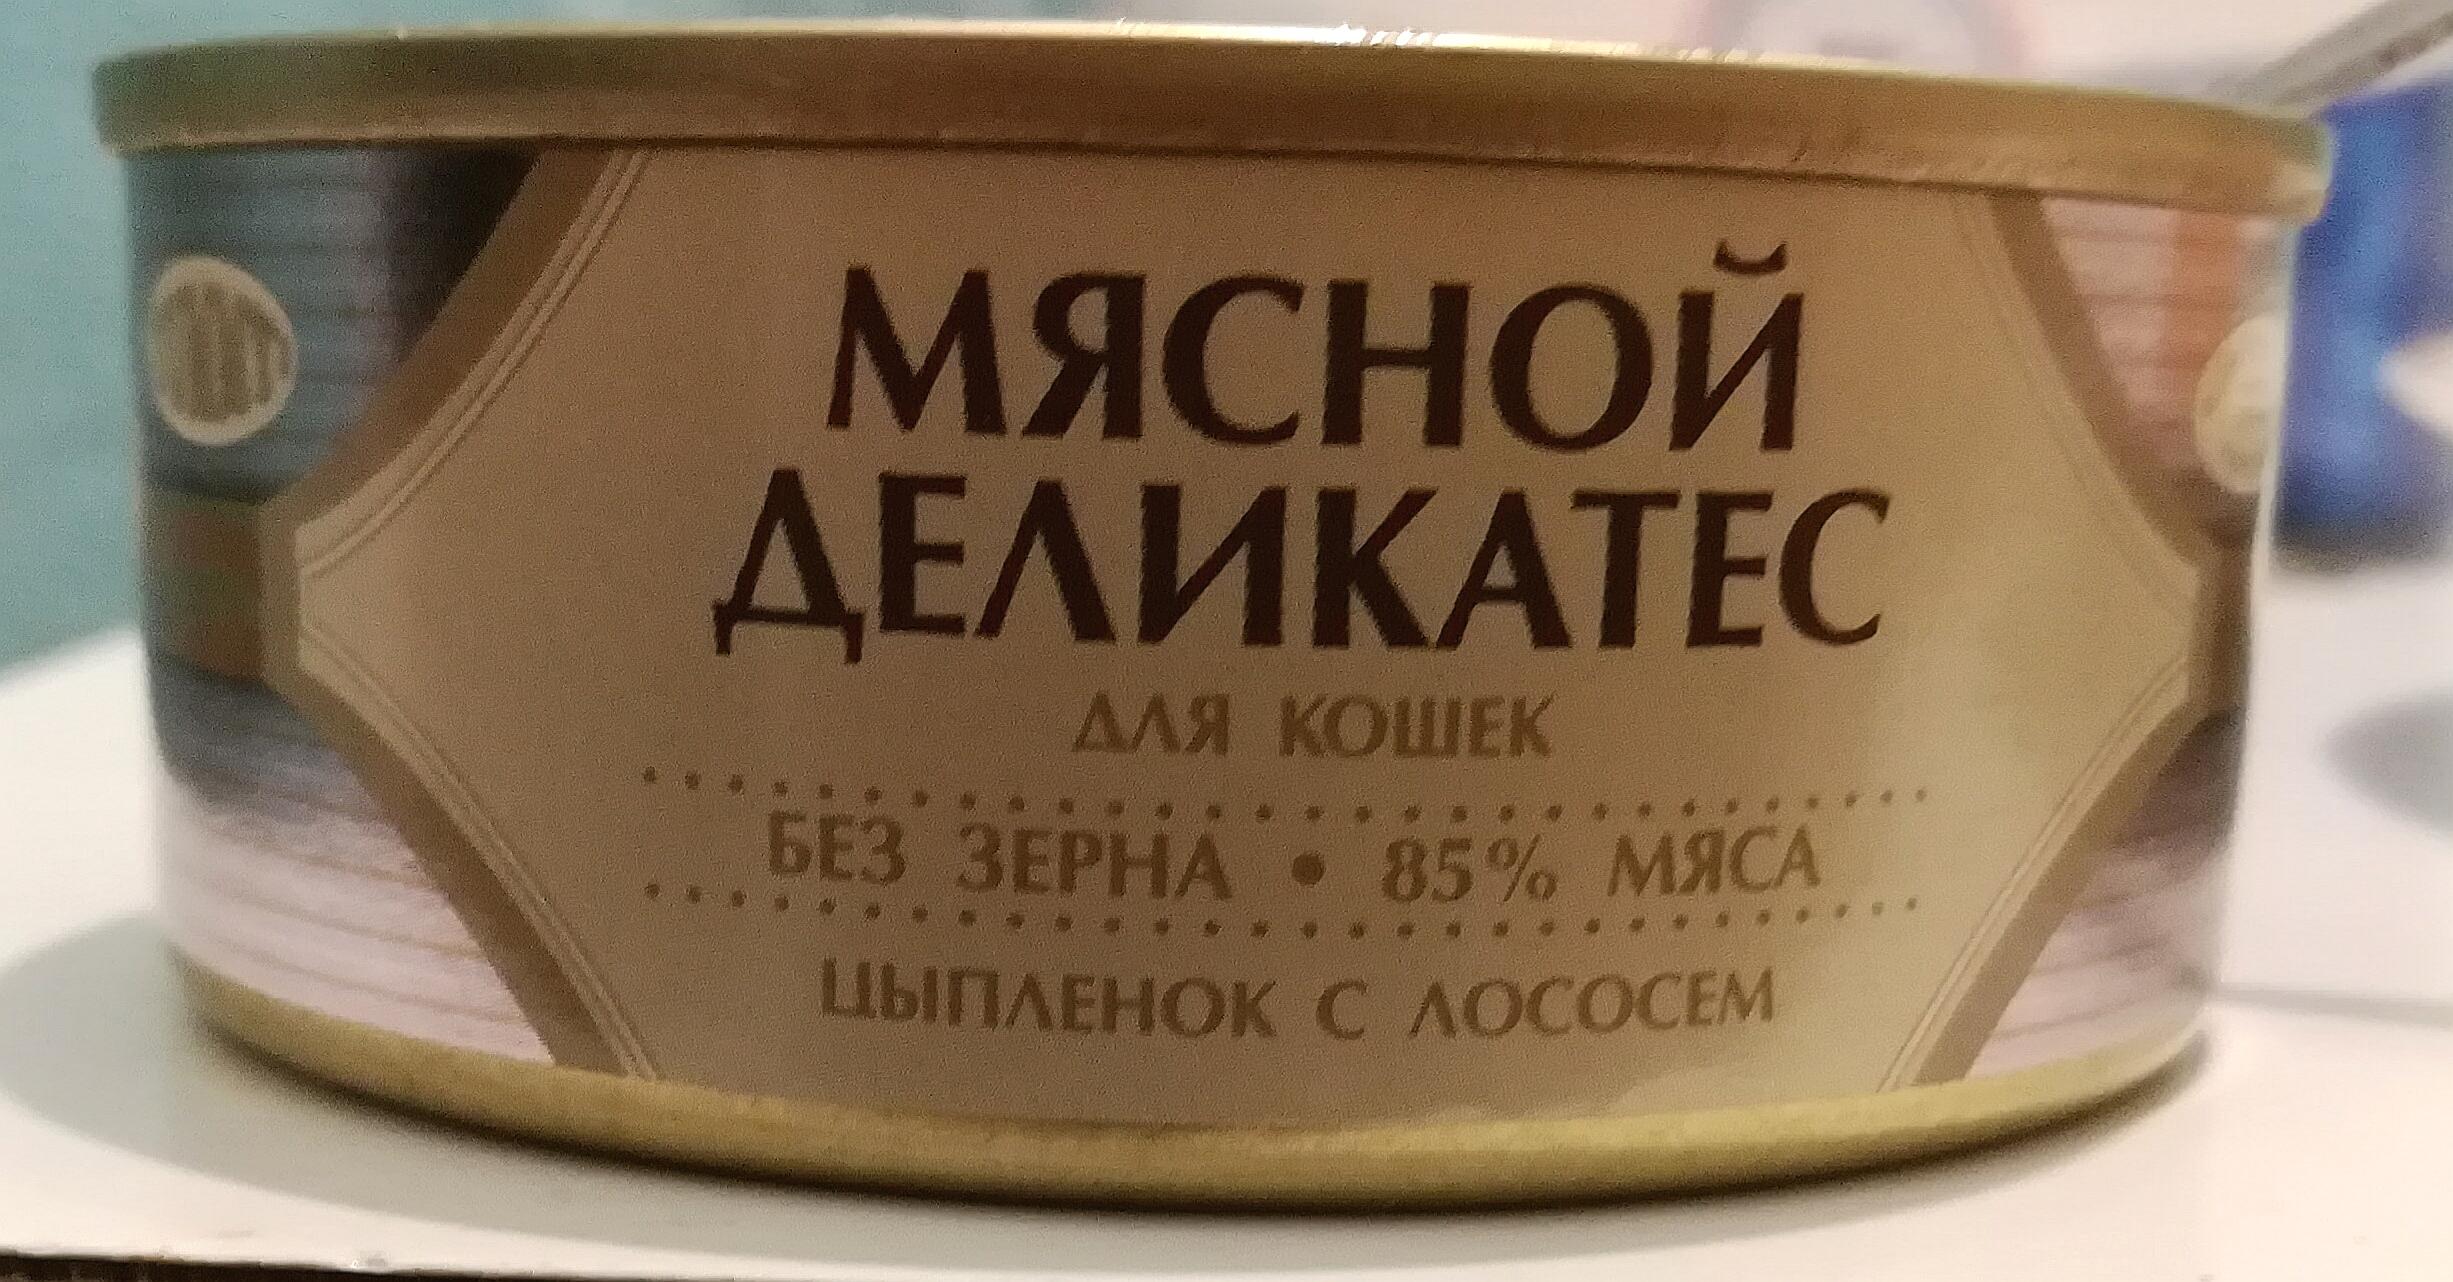 МЯСНОЙ
ДЕЛИКАТЕС
ДЛЯ КОШЕК
БЕЗ ЗЕРНА • 85% МЯСА
ЦЫПЛЕНОК С ЛОСОСЕМ